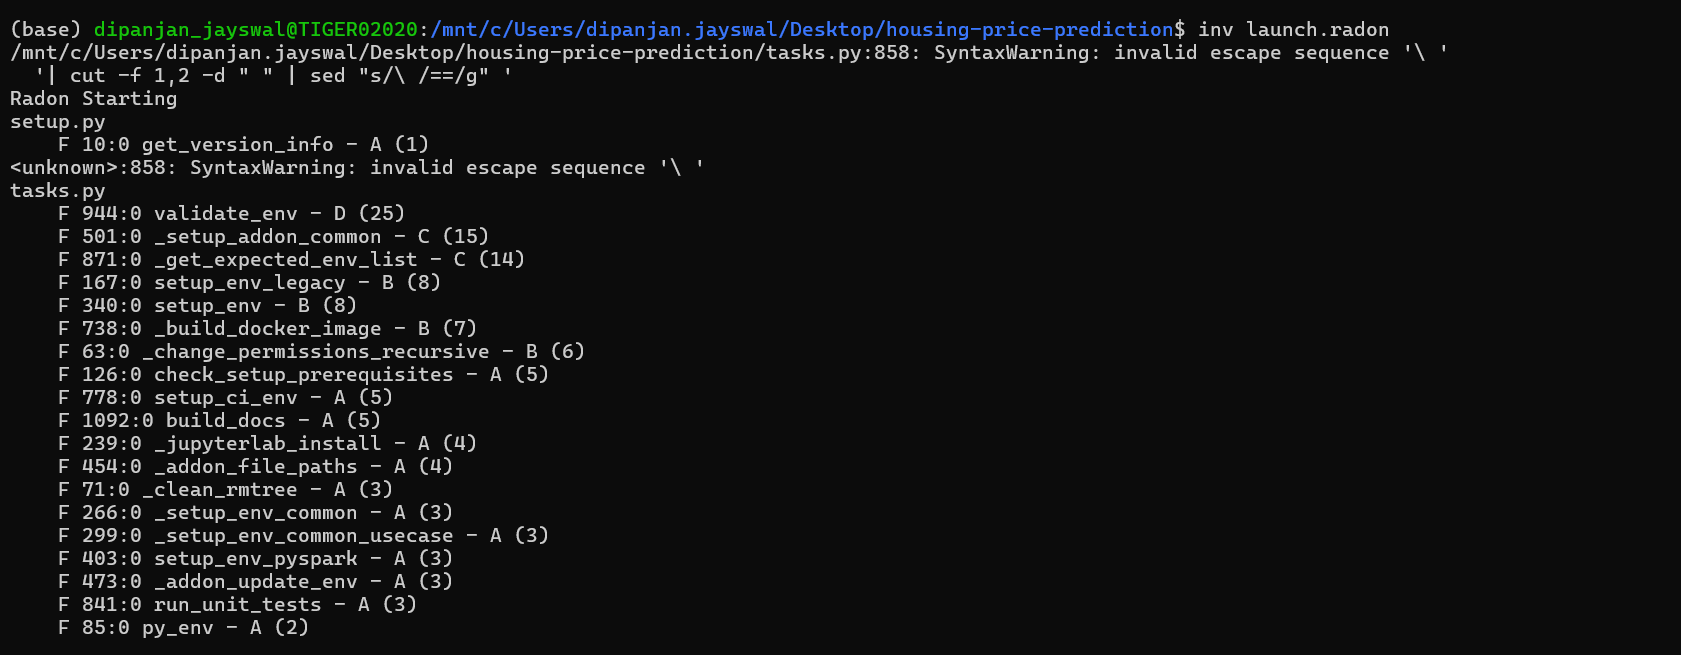 (base) dipanjan_jayswal@TIGER02020:/mnt/c/Users/dipanjan.jayswal/Desktop/housing-price-prediction$ inv launch.radon
/mnt/c/Users/dipanjan.jayswal/Desktop/housing-price-prediction/tasks.py:858: SyntaxWarning: invalid escape sequence '\ '
  '| cut -f 1,2 -d " " | sed "s/\ /==/g" '
Radon Starting
setup.py
    F 10:0 get_version_info - A (1)
<unknown>:858: SyntaxWarning: invalid escape sequence '\ '
tasks.py
    F 944:0 validate_env - D (25)
    F 501:0 _setup_addon_common - C (15)
    F 871:0 _get_expected_env_list - C (14)
    F 167:0 setup_env_legacy - B (8)
    F 340:0 setup_env - B (8)
    F 738:0 _build_docker_image - B (7)
    F 63:0 _change_permissions_recursive - B (6)
    F 126:0 check_setup_prerequisites - A (5)
    F 778:0 setup_ci_env - A (5)
    F 1092:0 build_docs - A (5)
    F 239:0 _jupyterlab_install - A (4)
    F 454:0 _addon_file_paths - A (4)
    F 71:0 _clean_rmtree - A (3)
    F 266:0 _setup_env_common - A (3)
    F 299:0 _setup_env_common_usecase - A (3)
    F 403:0 setup_env_pyspark - A (3)
    F 473:0 _addon_update_env - A (3)
    F 841:0 run_unit_tests - A (3)
    F 85:0 py_env - A (2)